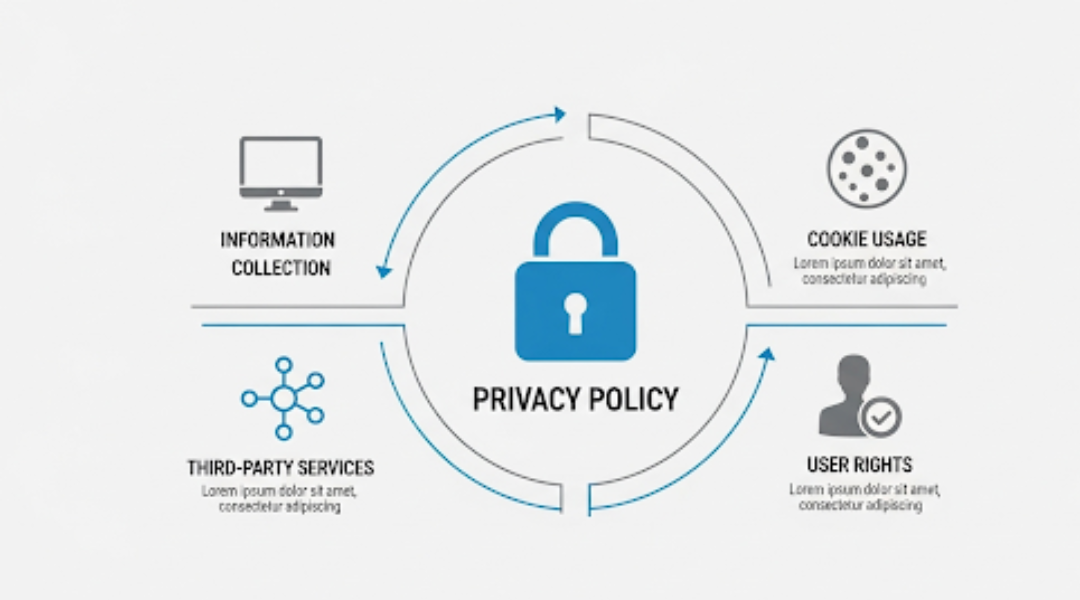 INFORMATION
COLLECTION
COOKIE USAGE
Lorem ipsum dolor sit amet,
consectetur adipiscing
PRIVACY POLICY
THIRD-PARTY SERVICES
Lorem ipsum dolor sit amet,
consectetur adipiscing
USER RIGHTS
Lorem ipsum dolor sit amet,
consectetur adipiscing